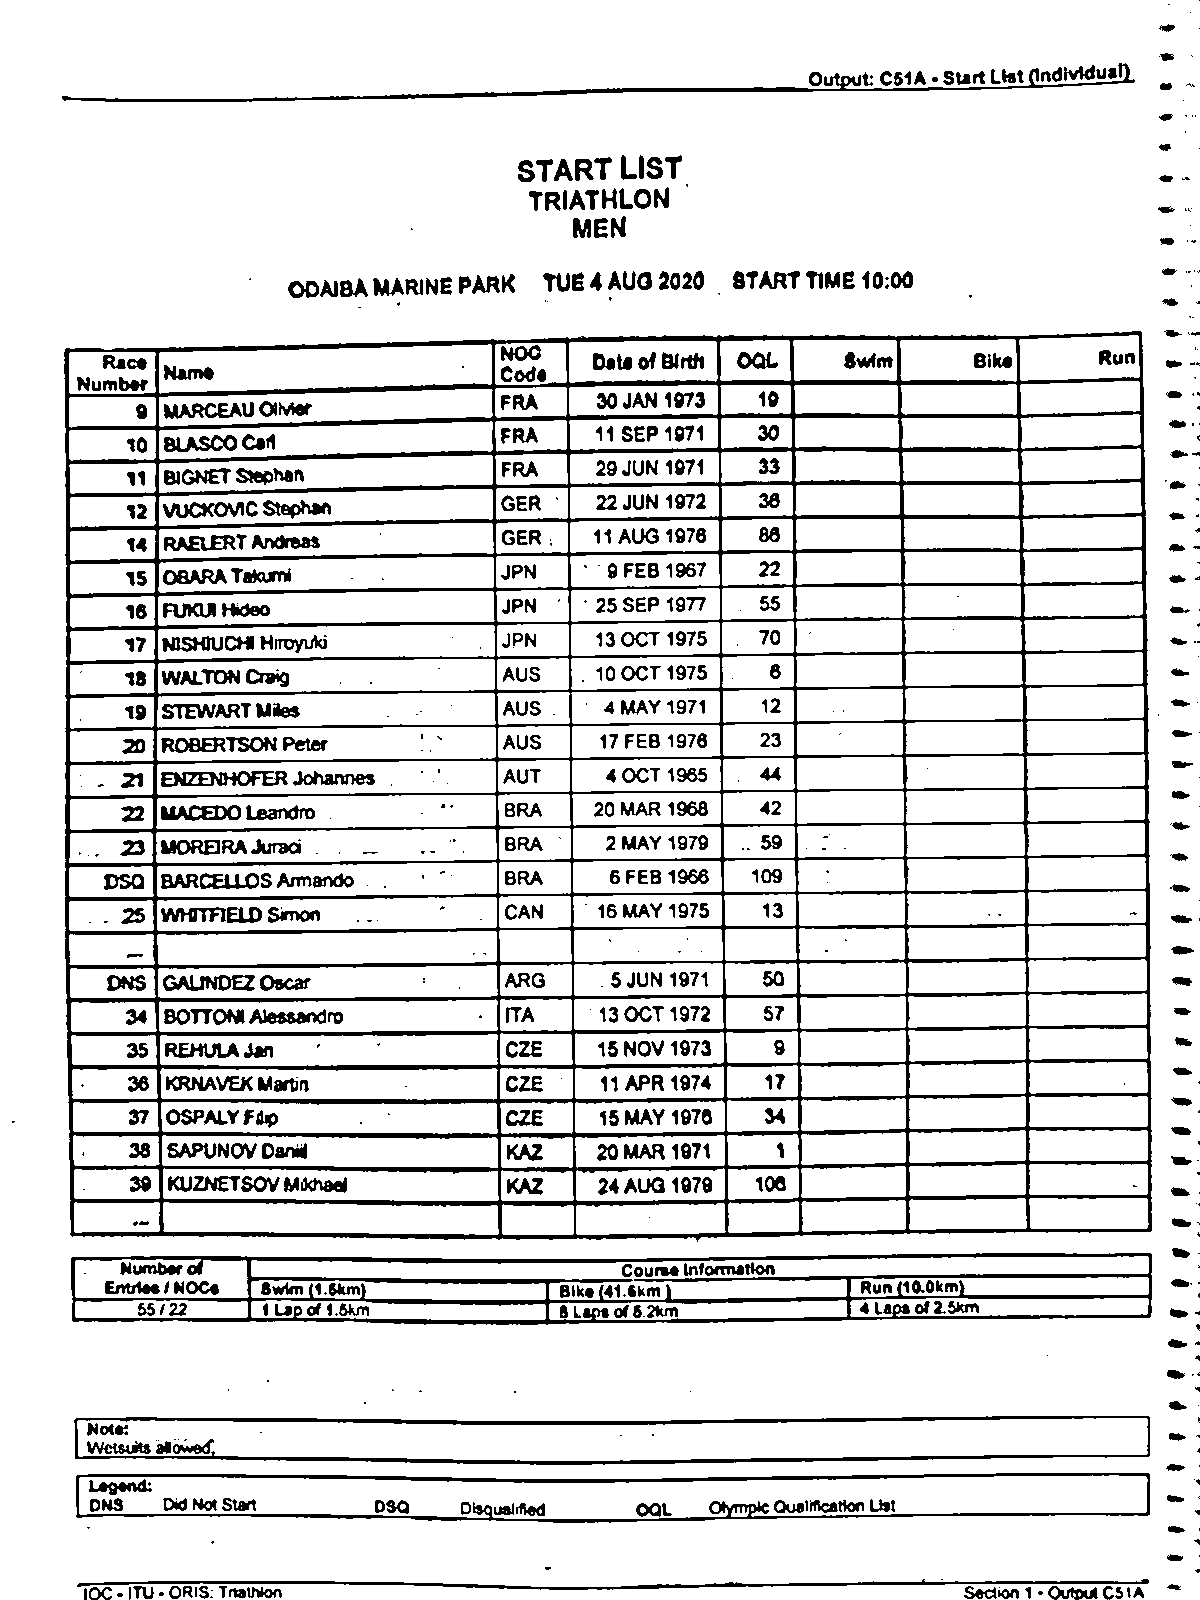 Output: C51A - Start List (Individual)
START LIST
TRIATHLON
MEN
ODAIBA MARINE PARK TUE 4 AUG 2020 START TIME 10:00
Race Number Name NOC Code Date of Birth OQL Swim Bike Run
9 MARCEAU Olivier FRA 30 JAN 1973 19
10 BLASCO Carl FRA 11 SEP 1971 30
11 BIGNET Stephan FRA 29 JUN 1971 33
12 VUCKOVIC Stephan GER 22 JUN 1972 36
14 RAELERT Andreas GER 11 AUG 1976 86
15 OBARA Takumi JPN 9 FEB 1967 22
16 FUKUI Hideo JPN 25 SEP 1977 55
17 NISHIUCHI Hiroyuki JPN 13 OCT 1975 70
18 WALTON Craig AUS 10 OCT 1975 6
19 STEWART Miles AUS 4 MAY 1971 12
20 ROBERTSON Peter AUS 17 FEB 1976 23
21 ENZENHOFER Johannes AUT 4 OCT 1965 44
22 MACEDO Leandro BRA 20 MAR 1968 42
23 MOREIRA Juraci BRA 2 MAY 1979 59
DSQ BARCELLOS Armando BRA 6 FEB 1966 109
25 WHITFIELD Simon CAN 16 MAY 1975 13
...
DNS GALINDEZ Oscar ARG 5 JUN 1971 50
34 BOTTONI Alessandro ITA 13 OCT 1972 57
35 REHULA Jan CZE 15 NOV 1973 9
36 KRNAVEK Martin CZE 11 APR 1974 17
37 OSPALY Filip CZE 15 MAY 1976 34
38 SAPUNOV Daniil KAZ 20 MAR 1971 1
39 KUZNETSOV Mikhael KAZ 24 AUG 1979 106
...
Number of Entries / NOCs Course Information
Swim (1.5km) Bike (41.6km ) Run (10.0km)
55 / 22 1 Lap of 1.5km 8 Laps of 5.2km 4 Laps of 2.5km
Note:
Wetsuits allowed,
Legend:
DNS Did Not Start DSQ Disqualified OQL Olympic Qualification List
IOC - ITU - ORIS: Triathlon Section 1 - Output C51A